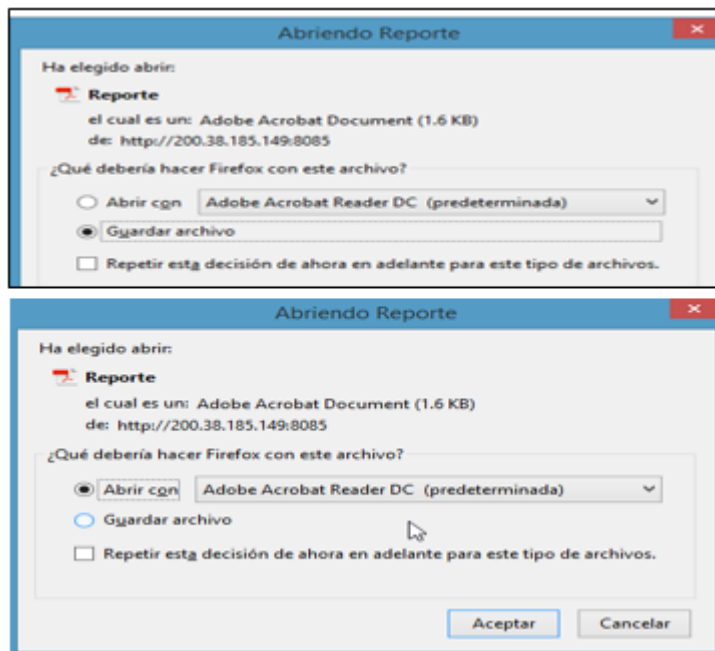 Abriendo Reporte
Ha elegido abrir:
Reporte
el cual es un: Adobe Acrobat Document (1.6 KB)
de: http://200.38.185.149:8085
¿Qué debería hacer Firefox con este archivo?
Abrir con Adobe Acrobat Reader DC (predeterminada)
Guardar archivo
Repetir esta decisión de ahora en adelante para este tipo de archivos.
Abriendo Reporte
Ha elegido abrir:
Reporte
el cual es un: Adobe Acrobat Document (1.6 KB)
de: http://200.38.185.149:8085
¿Qué debería hacer Firefox con este archivo?
Abrir con Adobe Acrobat Reader DC (predeterminada)
Guardar archivo
Repetir esta decisión de ahora en adelante para este tipo de archivos.
Aceptar Cancelar